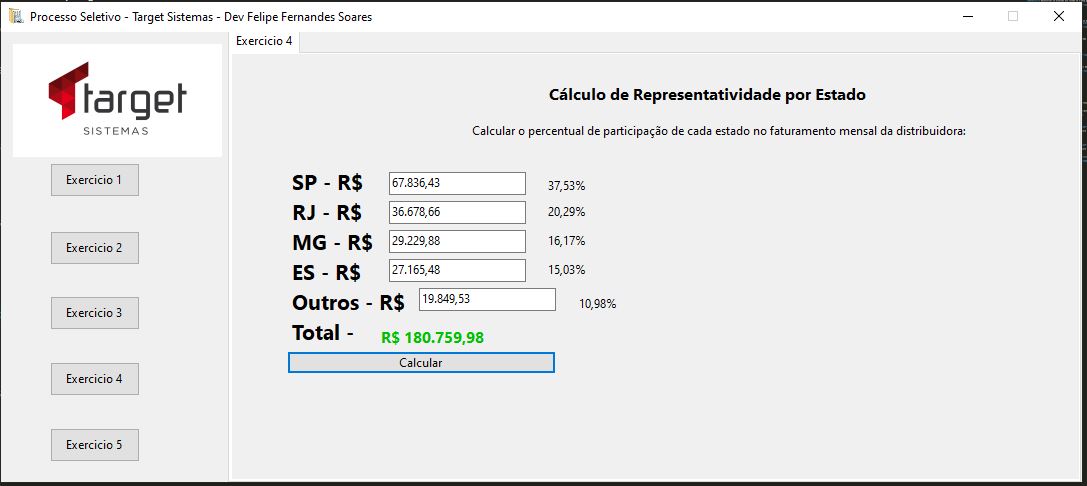 Processo Seletivo - Target Sistemas - Dev Felipe Fernandes Soares
target
SISTEMAS
Exercicio 1
Exercicio 2
Exercicio 3
Exercicio 4
Exercicio 5
Exercicio 4
Cálculo de Representatividade por Estado
Calcular o percentual de participação de cada estado no faturamento mensal da distribuidora:
SP - R$ 67.836,43 37,53%
RJ - R$ 36.678,66 20,29%
MG - R$ 29.229,88 16,17%
ES - R$ 27.165,48 15,03%
Outros - R$ 19.849,53 10,98%
Total - R$ 180.759,98
Calcular